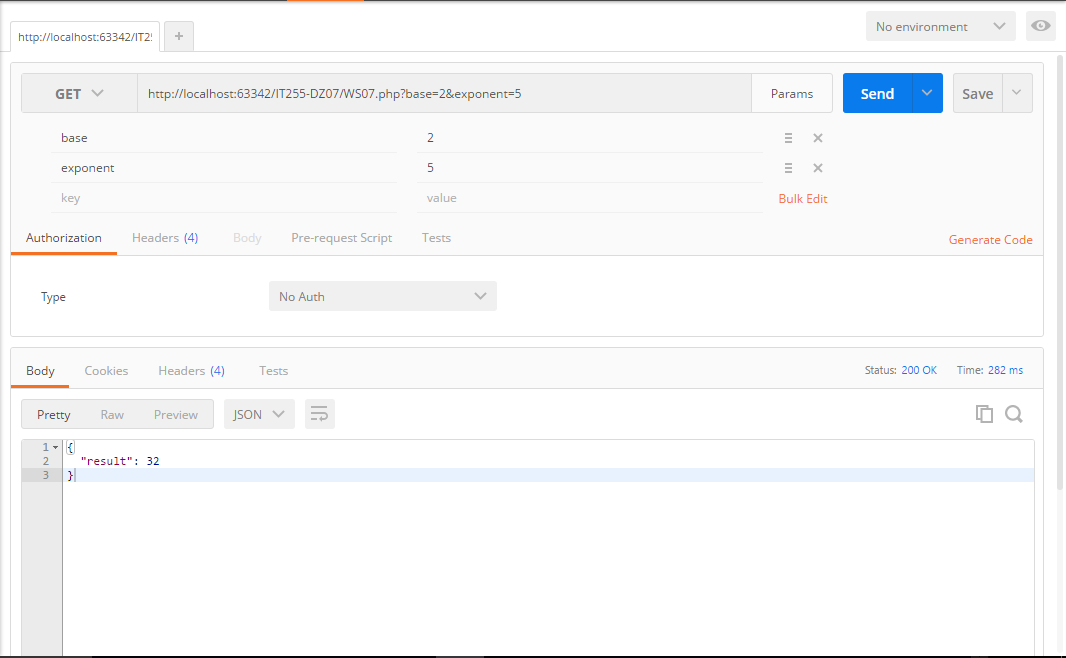 http://localhost:63342/IT2
+
No environment
GET
http://localhost:63342/IT255-DZ07/WS07.php?base=2&exponent=5
Params
Send
Save
base 2
exponent 5
key value
Bulk Edit
Authorization Headers (4) Body Pre-request Script Tests
Generate Code
Type No Auth
Body Cookies Headers (4) Tests
Status: 200 OK Time: 282 ms
Pretty Raw Preview JSON
1 {
2 "result": 32
3 }